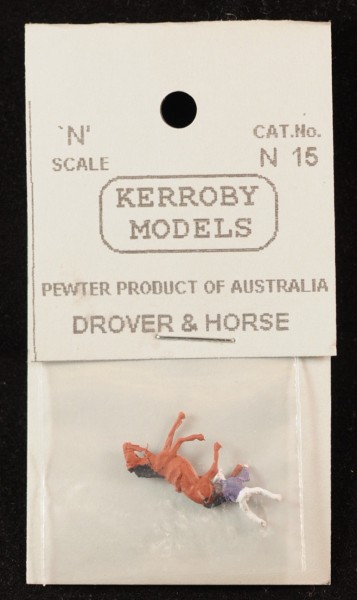 `N' CAT.No.
SCALE N 15
KERROBY
MODELS
PEWTER PRODUCT OF AUSTRALIA
DROVER & HORSE